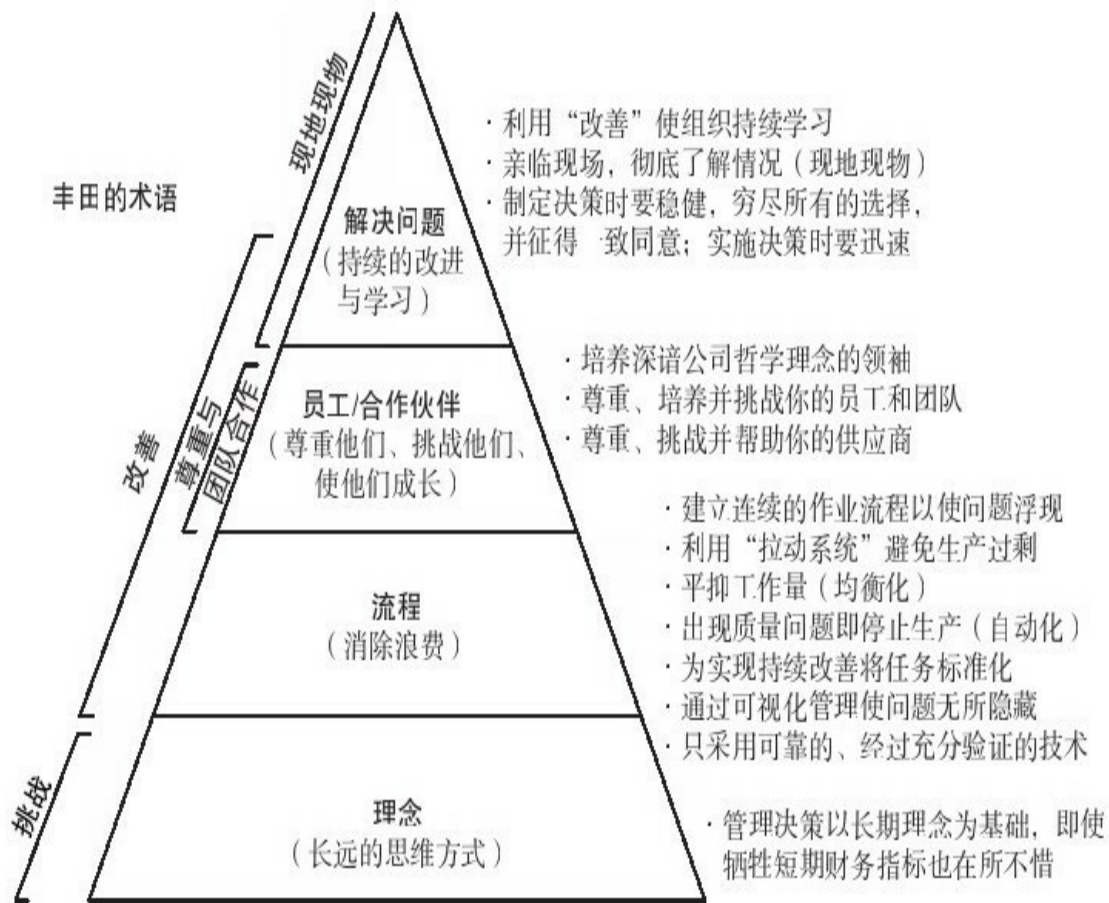 现地现物
丰田的术语
解决问题
（持续的改进
与学习）
· 利用“改善”使组织持续学习
· 亲临现场，彻底了解情况（现地现物）
· 制定决策时要稳健，穷尽所有的选择，
并征得一致同意；实施决策时要迅速
改善
尊重与
团队合作
员工/合作伙伴
（尊重他们、挑战他们、
使他们成长）
· 培养深谙公司哲学理念的领袖
· 尊重、培养并挑战你的员工和团队
· 尊重、挑战并帮助你的供应商
流程
（消除浪费）
· 建立连续的作业流程以使问题浮现
· 利用“拉动系统”避免生产过剩
· 平抑工作量（均衡化）
· 出现质量问题即停止生产（自动化）
· 为实现持续改善将任务标准化
· 通过可视化管理使问题无所隐藏
· 只采用可靠的、经过充分验证的技术
挑战
理念
（长远的思维方式）
· 管理决策以长期理念为基础，即使
牺牲短期财务指标也在所不惜